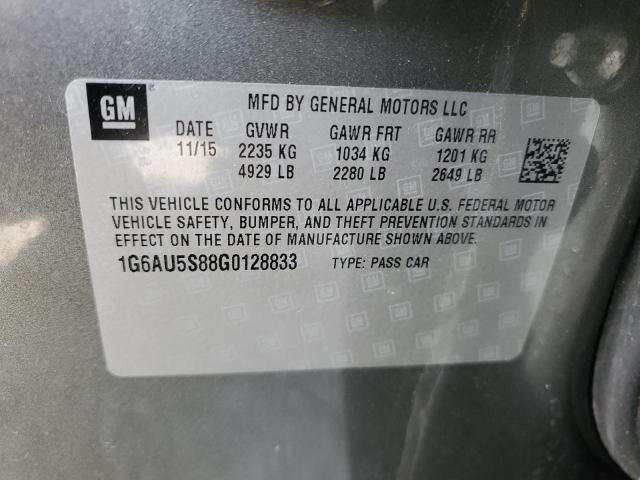 GM
MFD BY GENERAL MOTORS LLC
DATE GVWR GAWR FRT GAWR RR
11/15 2235 KG 1034 KG 1201 KG
4929 LB 2280 LB 2649 LB
THIS VEHICLE CONFORMS TO ALL APPLICABLE U.S. FEDERAL MOTOR
VEHICLE SAFETY, BUMPER, AND THEFT PREVENTION STANDARDS IN
EFFECT ON THE DATE OF MANUFACTURE SHOWN ABOVE.
1G6AU5S88G0128833 TYPE: PASS CAR